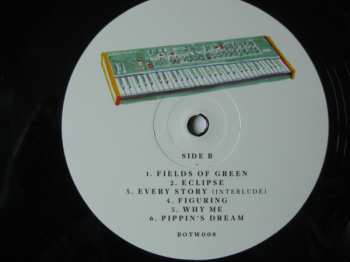 SIDE B
-
1. FIELDS OF GREEN
2. ECLIPSE
3. EVERY STORY (INTERLUDE)
4. FIGURING
5. WHY ME
6. PIPPIN'S DREAM
ROTW008